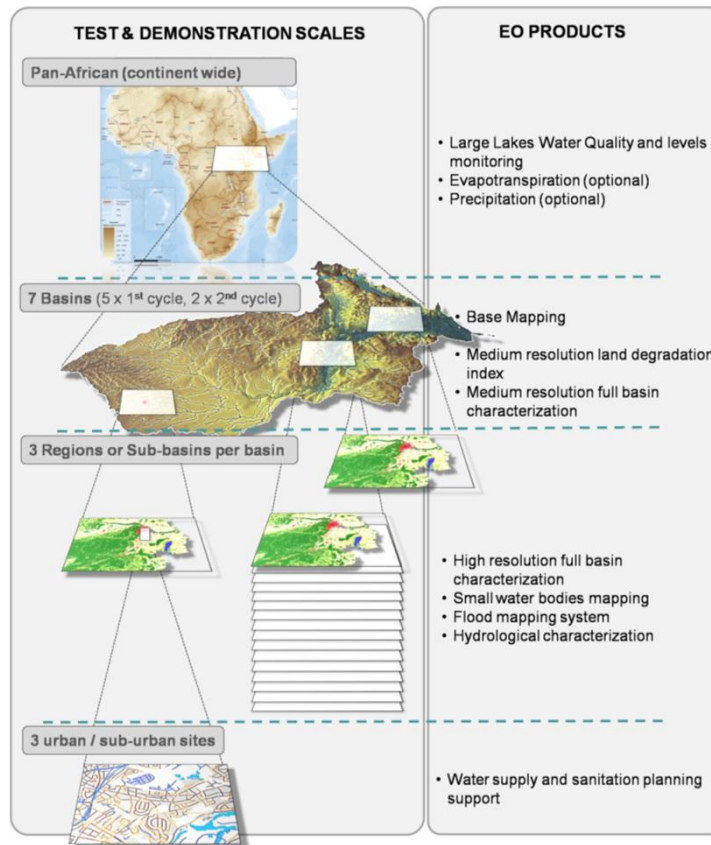 TEST & DEMONSTRATION SCALES
EO PRODUCTS
Pan-African (continent wide)
• Large Lakes Water Quality and levels
monitoring
• Evapotranspiration (optional)
• Precipitation (optional)
7 Basins (5 x 1st cycle, 2 x 2nd cycle)
• Base Mapping
• Medium resolution land degradation
index
• Medium resolution full basin
characterization
3 Regions or Sub-basins per basin
• High resolution full basin
characterization
• Small water bodies mapping
• Flood mapping system
• Hydrological characterization
3 urban / sub-urban sites
• Water supply and sanitation planning
support